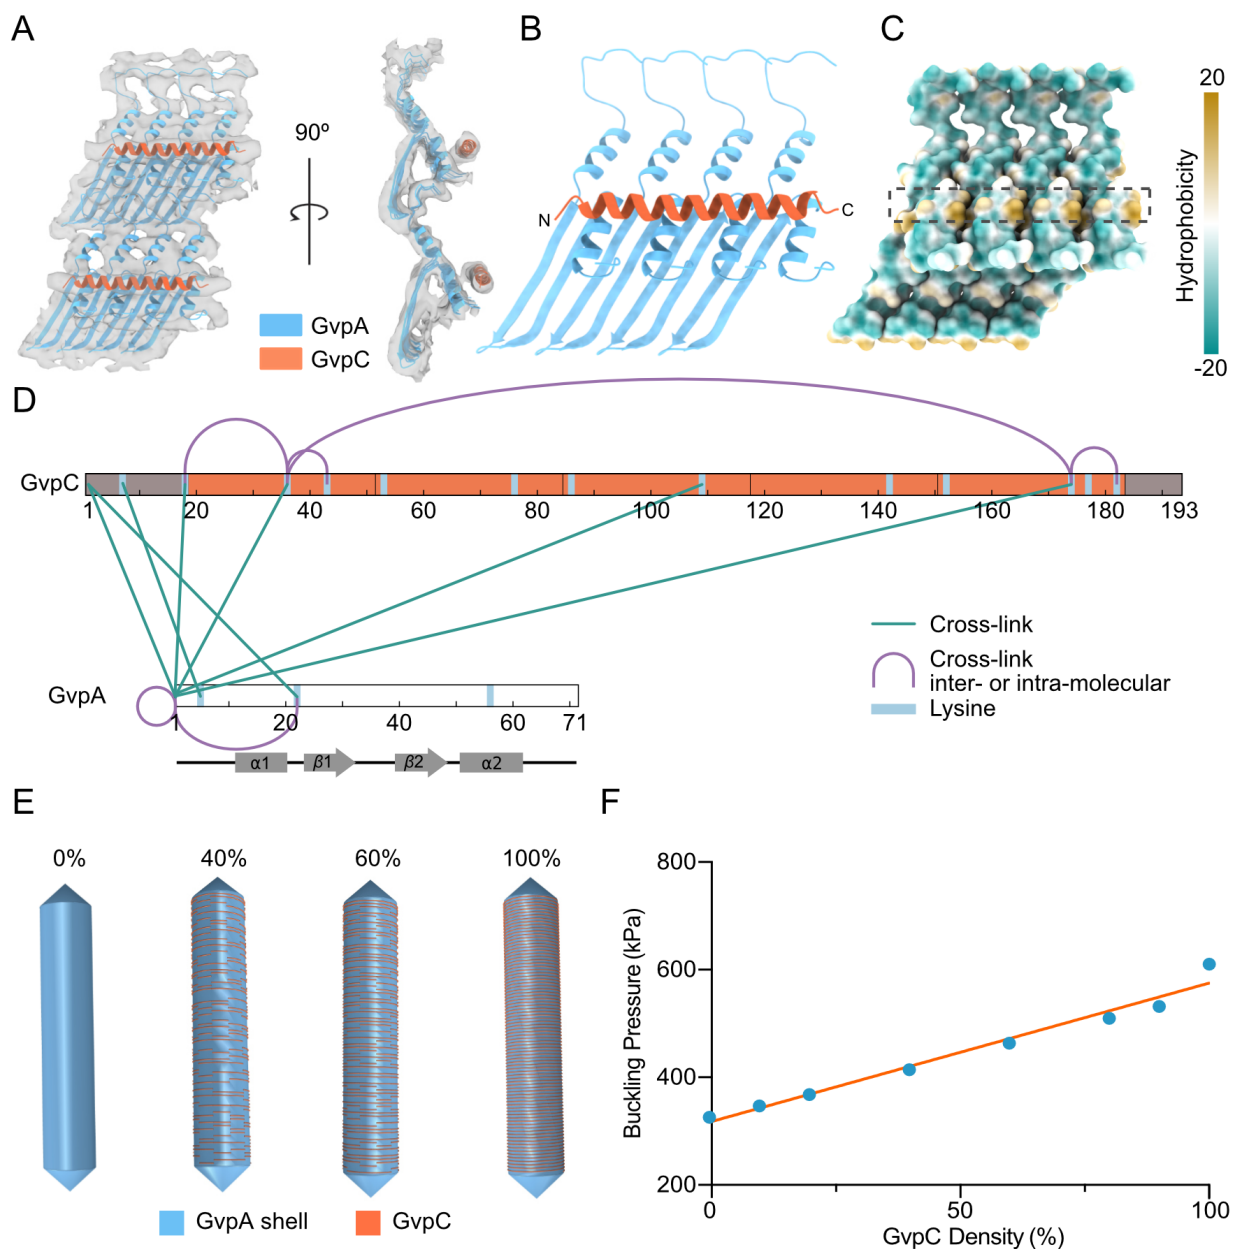 A
B
C
90º
GvpA
GvpC
N
C
20
Hydrophobicity
-20
D
GvpC
1 20 40 60 80 100 120 140 160 180 193
GvpA
1 20 40 60 71
α1 β1 β2 α2
Cross-link
Cross-link
inter- or intra-molecular
Lysine
E
0% 40% 60% 100%
GvpA shell GvpC
F
800
600
400
200
Buckling Pressure (kPa)
0 50 100
GvpC Density (%)